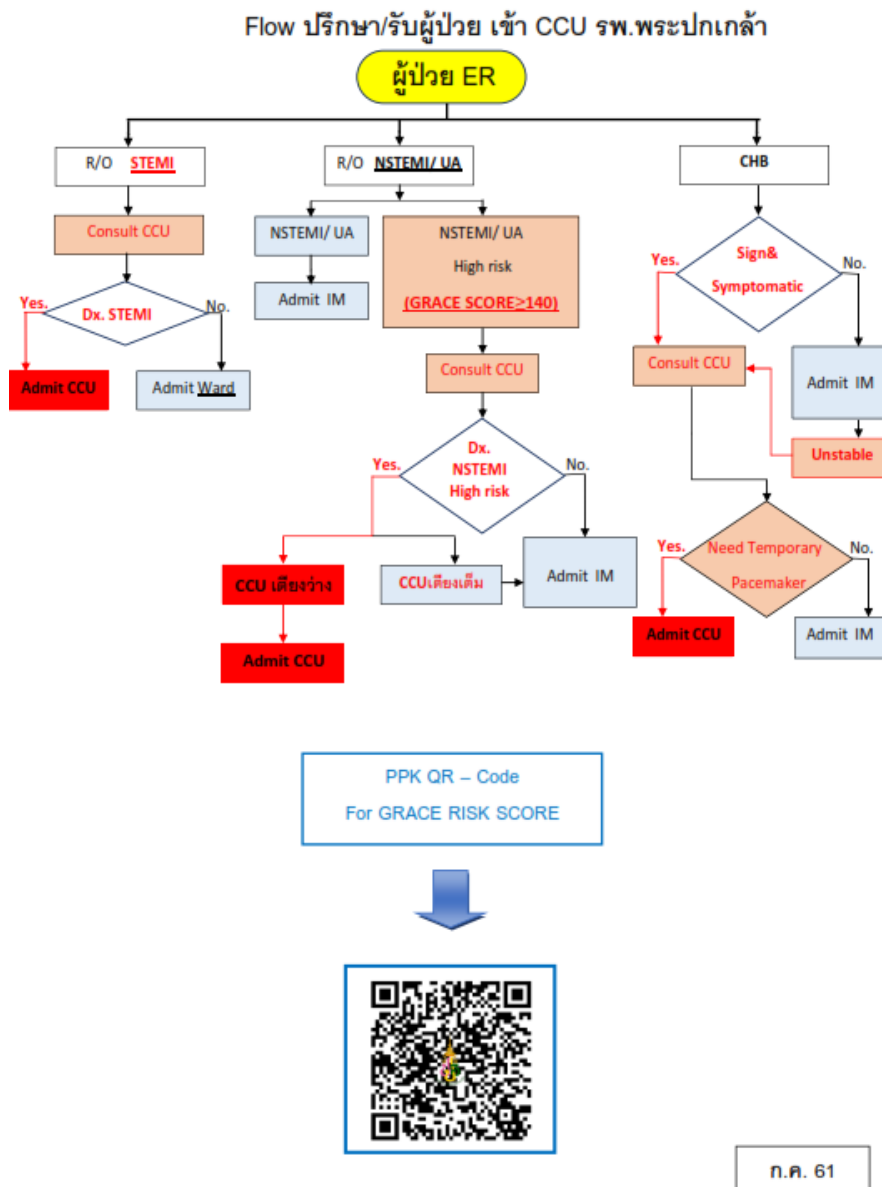 Flow ปรึกษา/รับผู้ป่วย เข้า CCU รพ.พระปกเกล้า
ผู้ป่วย ER
R/O STEMI
R/O NSTEMI/ UA
CHB
Consult CCU
NSTEMI/ UA
NSTEMI/ UA
High risk
(GRACE SCORE≥140)
Sign&
Symptomatic
Yes.
No.
Admit IM
Yes.
Dx. STEMI
No.
Consult CCU
Consult CCU
Admit IM
Admit CCU
Admit Ward
Unstable
Yes.
Dx.
NSTEMI
High risk
No.
Yes.
Need Temporary
Pacemaker
No.
CCU เตียงว่าง
CCUเตียงเต็ม
Admit IM
Admit CCU
Admit IM
Admit CCU
PPK QR – Code
For GRACE RISK SCORE
ก.ค. 61